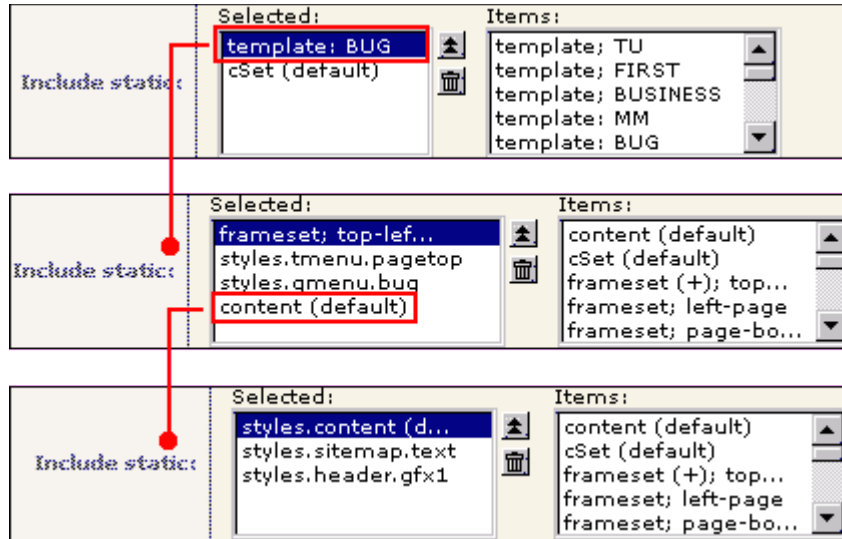 Selected: Items:
template: BUG
cSet (default)
template; TU
template; FIRST
template; BUSINESS
template: MM
template: BUG
Include static:
Selected: Items:
frameset; top-lef...
styles.tmenu.pagetop
styles.gmenu.bug
content (default)
content (default)
cSet (default)
frameset (+); top...
frameset; left-page
frameset; page-bo...
Include static:
Selected: Items:
styles.content (d...
styles.sitemap.text
styles.header.gfx1
content (default)
cSet (default)
frameset (+); top...
frameset; left-page
frameset; page-bo...
Include static: